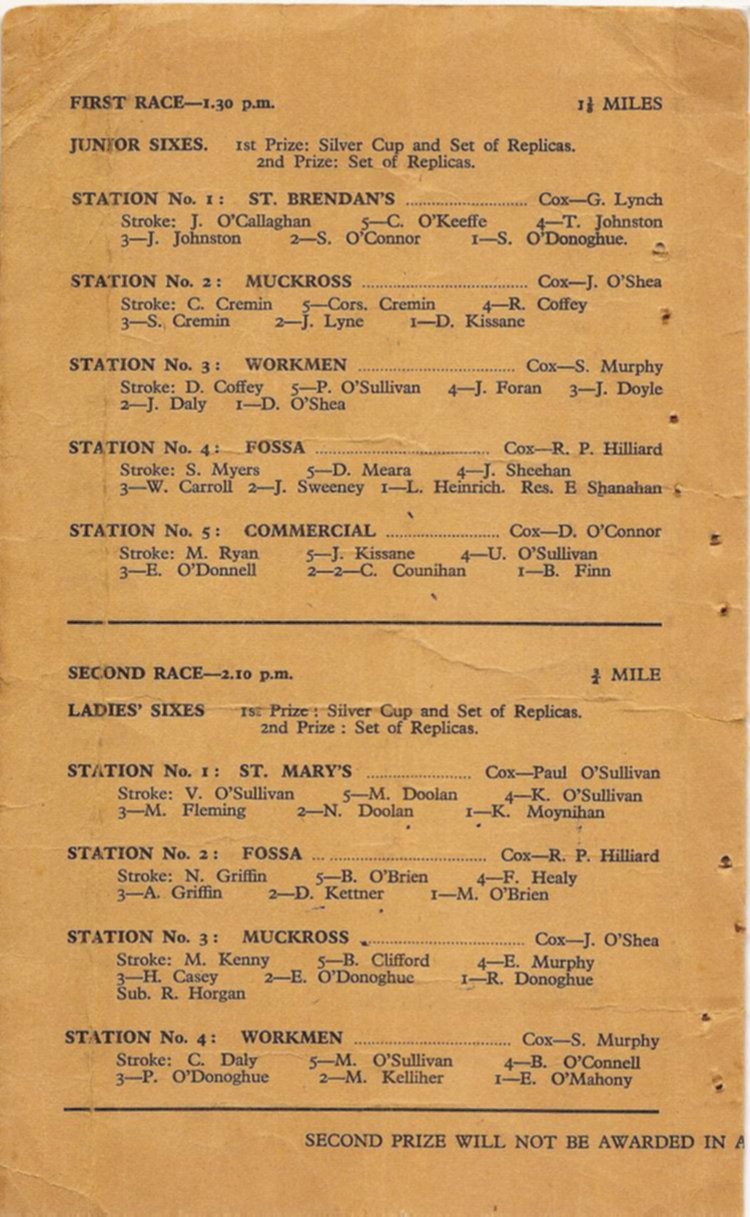 FIRST RACE—1.30 p.m. 1½ MILES
JUNIOR SIXES. 1st Prize: Silver Cup and Set of Replicas.
2nd Prize: Set of Replicas.
STATION No. 1: ST. BRENDAN'S ........................ Cox—G. Lynch
Stroke: J. O'Callaghan 5—C. O'Keeffe 4—T. Johnston
3—J. Johnston 2—S. O'Connor 1—S. O'Donoghue.
STATION No. 2: MUCKROSS ................................ Cox—J. O'Shea
Stroke: C. Cremin 5—Cors. Cremin 4—R. Coffey
3—S. Cremin 2—J. Lyne 1—D. Kissane
STATION No. 3: WORKMEN ................................ Cox—S. Murphy
Stroke: D. Coffey 5—P. O'Sullivan 4—J. Foran 3—J. Doyle
2—J. Daly 1—D. O'Shea
STATION No. 4: FOSSA .................................... Cox—R. P. Hilliard
Stroke: S. Myers 5—D. Meara 4—J. Sheehan
3—W. Carroll 2—J. Sweeney 1—L. Heinrich. Res. E Shanahan
STATION No. 5: COMMERCIAL ....................... Cox—D. O'Connor
Stroke: M. Ryan 5—J. Kissane 4—U. O'Sullivan
3—E. O'Donnell 2—2—C. Counihan 1—B. Finn
SECOND RACE—2.10 p.m. ¾ MILE
LADIES' SIXES 1st Prize : Silver Cup and Set of Replicas.
2nd Prize : Set of Replicas.
STATION No. 1: ST. MARY'S ..................... Cox—Paul O'Sullivan
Stroke: V. O'Sullivan 5—M. Doolan 4—K. O'Sullivan
3—M. Fleming 2—N. Doolan 1—K. Moynihan
STATION No. 2: FOSSA ... ................................ Cox—R. P. Hilliard
Stroke: N. Griffin 5—B. O'Brien 4—F. Healy
3—A. Griffin 2—D. Kettner 1—M. O'Brien
STATION No. 3: MUCKROSS ................................ Cox—J. O'Shea
Stroke: M. Kenny 5—B. Clifford 4—E. Murphy
3—H. Casey 2—E. O'Donoghue 1—R. Donoghue
Sub. R. Horgan
STATION No. 4: WORKMEN ................................ Cox—S. Murphy
Stroke: C. Daly 5—M. O'Sullivan 4—B. O'Connell
3—P. O'Donoghue 2—M. Kelliher 1—E. O'Mahony
SECOND PRIZE WILL NOT BE AWARDED IN A